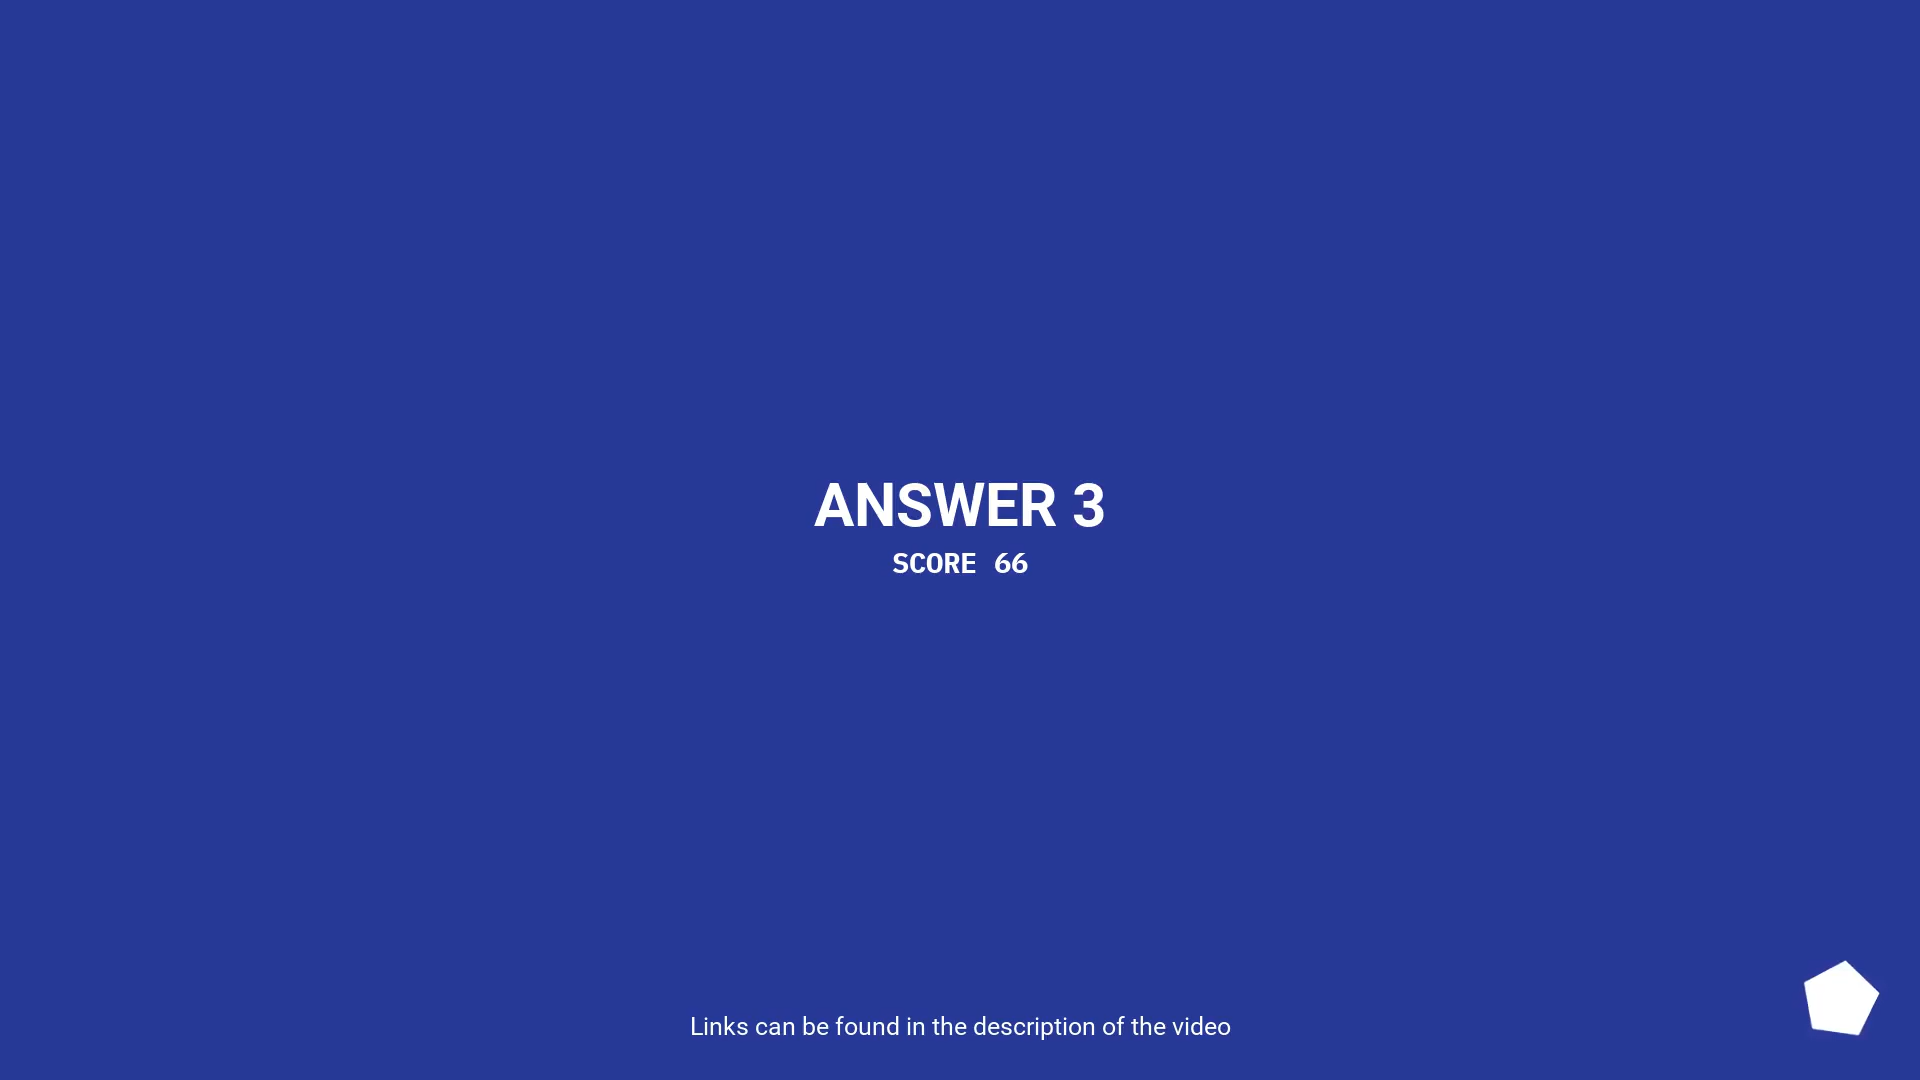 ANSWER 3
SCORE 66
Links can be found in the description of the video